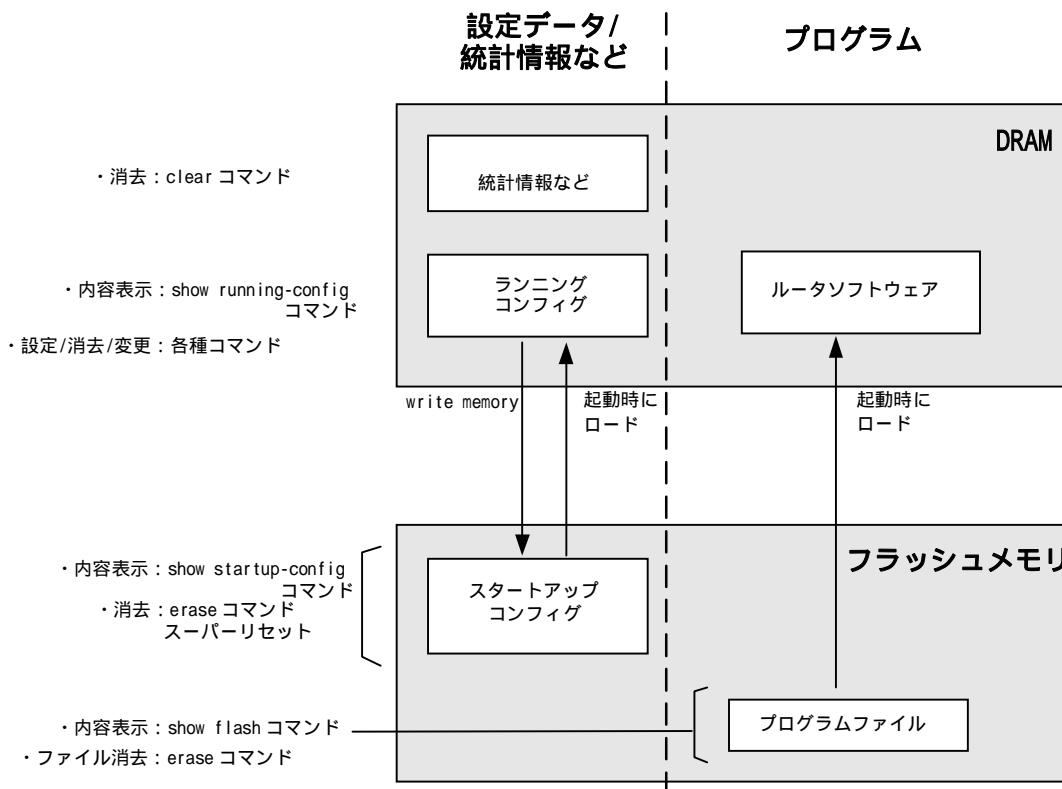 設定データ/
統計情報など
プログラム
DRAM
・消去：clear コマンド
統計情報など
・内容表示：show running-config
コマンド
・設定/消去/変更：各種コマンド
ランニング
コンフィグ
ルータソフトウェア
write memory
起動時に
ロード
起動時に
ロード
フラッシュメモリ
・内容表示：show startup-config
コマンド
・消去：erase コマンド
スーパーリセット
スタートアップ
コンフィグ
・内容表示：show flash コマンド
・ファイル消去：erase コマンド
プログラムファイル